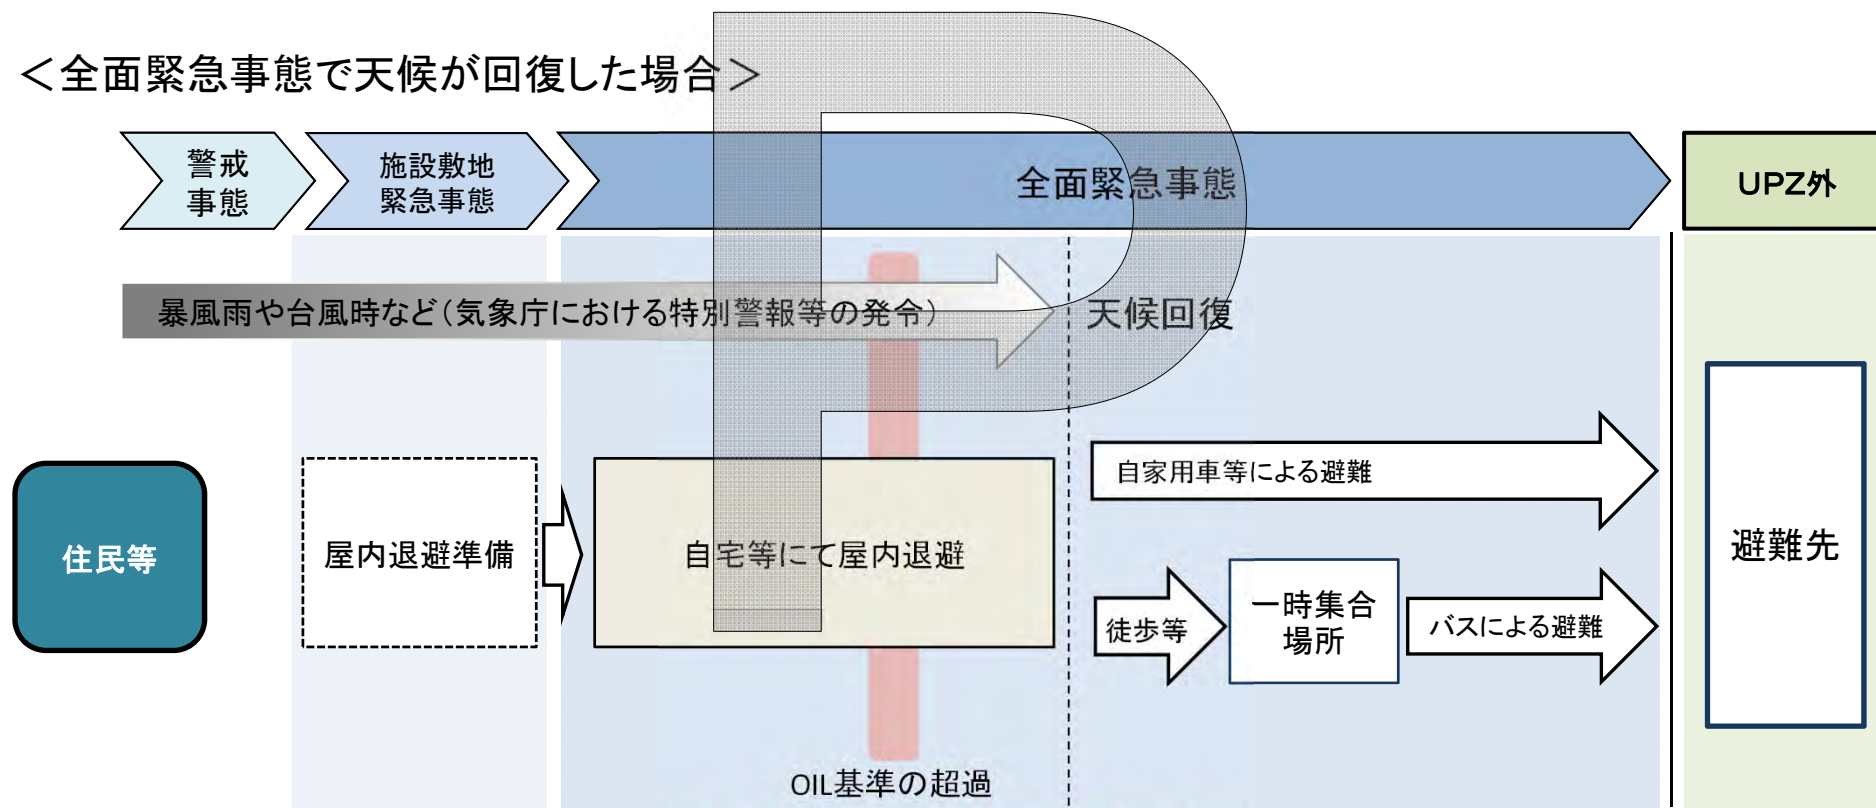 ＜全面緊急事態で天候が回復した場合＞
警戒
事態
施設敷地
緊急事態
全面緊急事態
UPZ外
暴風雨や台風時など（気象庁における特別警報等の発令）
天候回復
住民等
屋内退避準備
自宅等にて屋内退避
自家用車等による避難
徒歩等
一時集合
場所
バスによる避難
避難先
OIL基準の超過
P